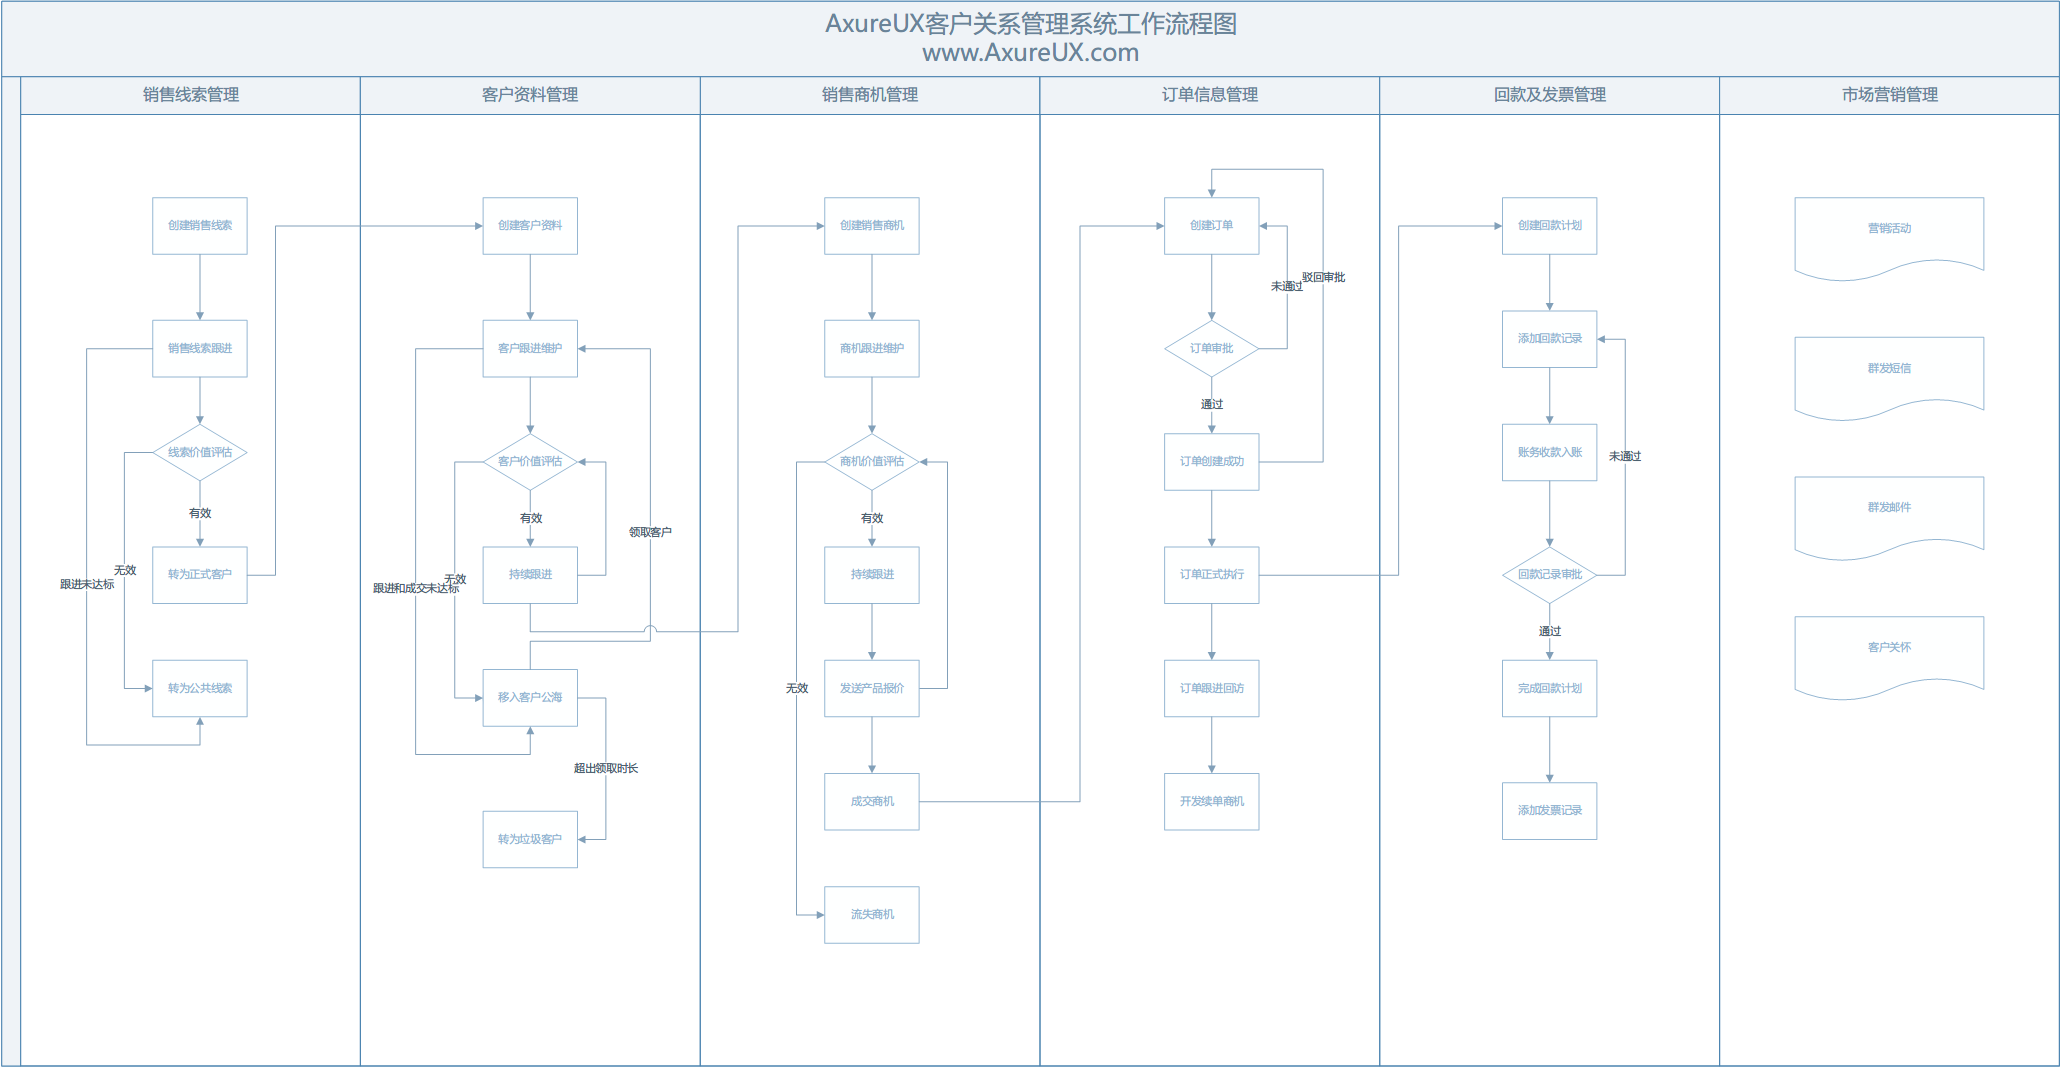 AxureUX客户关系管理系统工作流程图
www.AxureUX.com
销售线索管理
客户资料管理
销售商机管理
订单信息管理
回款及发票管理
市场营销管理
创建销售线索
销售线索跟进
线索价值评估
有效
无效
跟进未达标
转为正式客户
转为公共线索
创建客户资料
客户跟进维护
客户价值评估
有效
领取客户
无效
跟进和成交未达标
持续跟进
移入客户公海
超出领取时长
转为垃圾客户
创建销售商机
商机跟进维护
商机价值评估
有效
持续跟进
无效
发送产品报价
成交商机
流失商机
创建订单
驳回审批
未通过
订单审批
通过
订单创建成功
订单正式执行
订单跟进回访
开发续单商机
创建回款计划
添加回款记录
账务收款入账
未通过
回款记录审批
通过
完成回款计划
添加发票记录
营销活动
群发短信
群发邮件
客户关怀